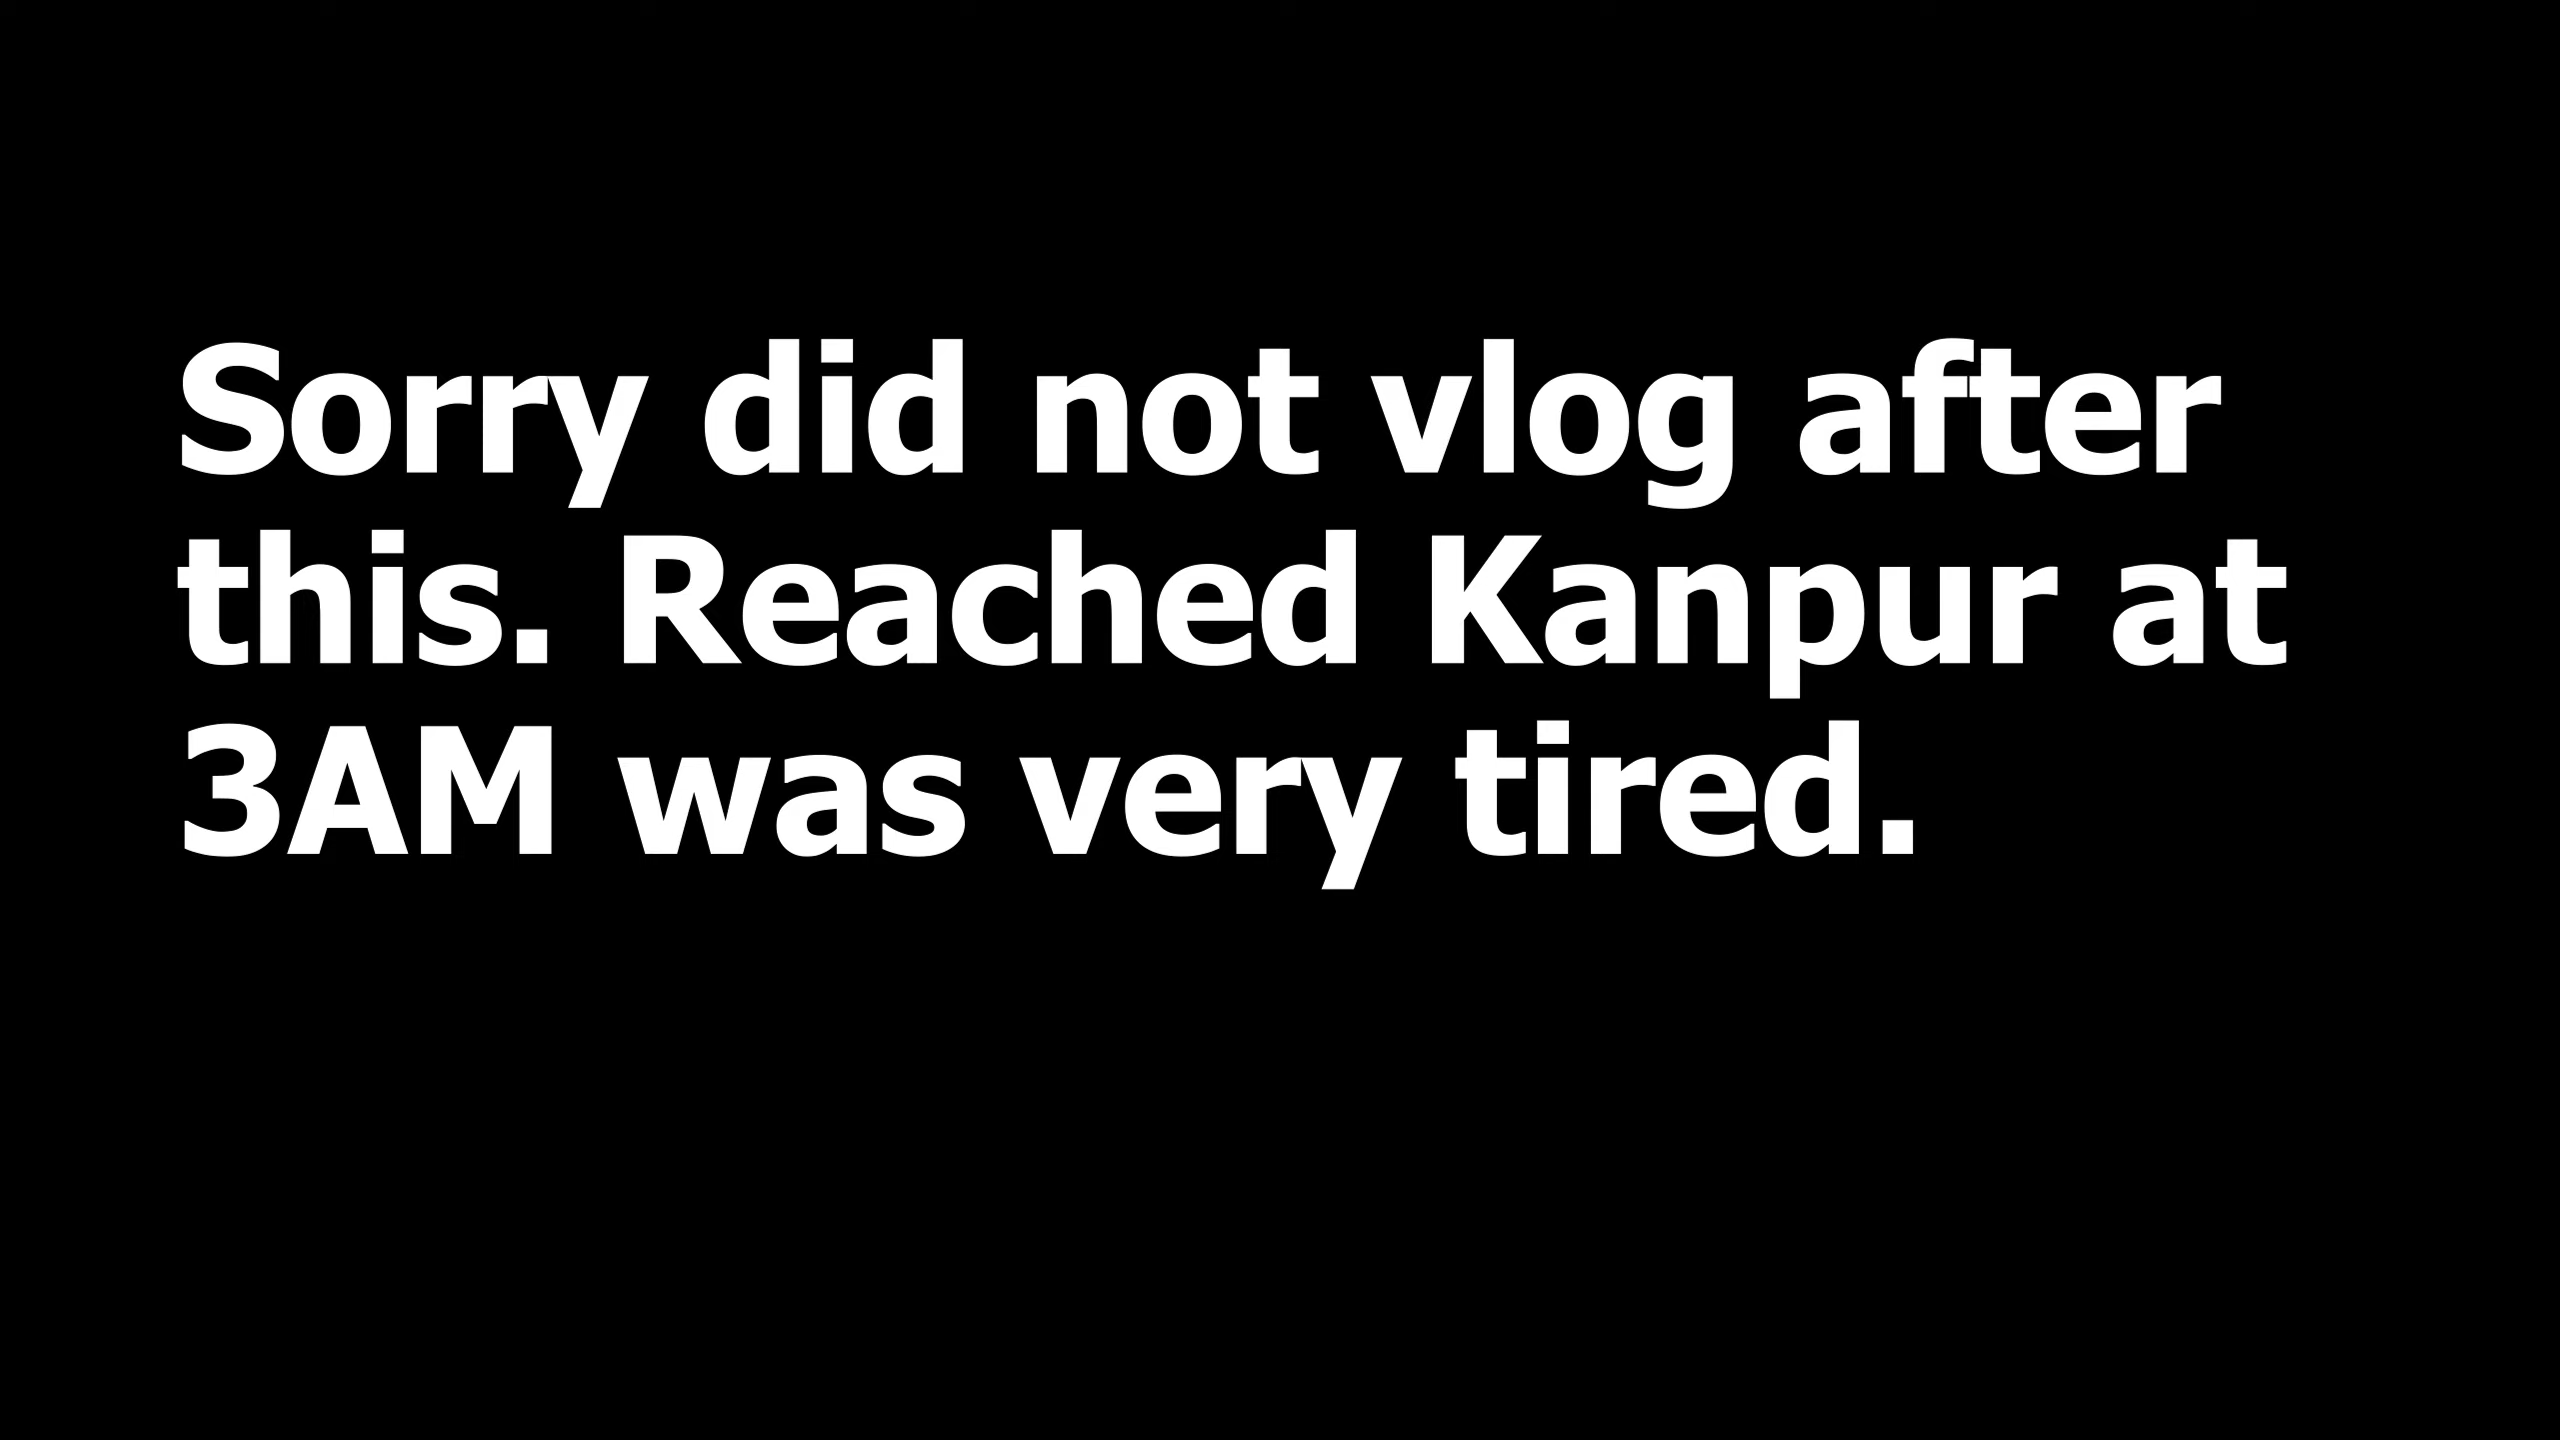 Sorry did not vlog after
this. Reached Kanpur at
3AM was very tired.